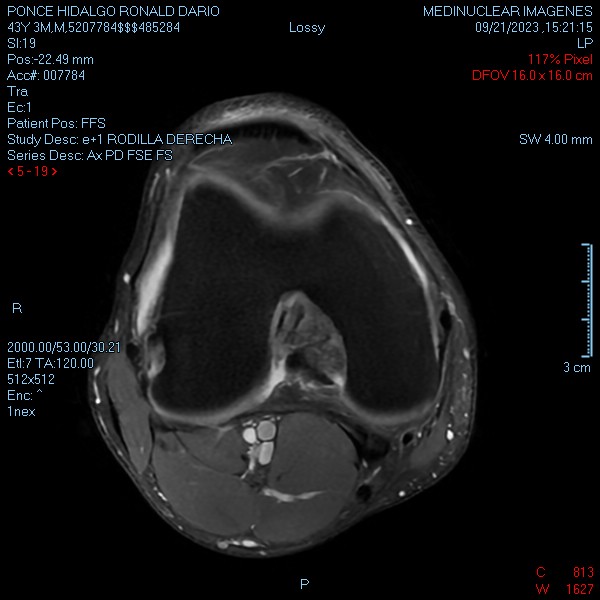 PONCE HIDALGO RONALD DARIO
43Y 3M,M,5207784$$$485284
Sl:19
Pos:-22.49 mm
Acc#: 007784
Tra
Ec:1
Patient Pos: FFS
Study Desc: e+1 RODILLA DERECHA
Series Desc: Ax PD FSE FS
< 5 - 19 >
Lossy
MEDINUCLEAR IMAGENES
09/21/2023 ,15:21:15
LP
117% Pixel
DFOV 16.0 x 16.0 cm
SW 4.00 mm
R
3 cm
2000.00/53.00/30.21
Etl:7 TA:120.00
512x512
Enc: ^
1nex
P
C 813
W 1627